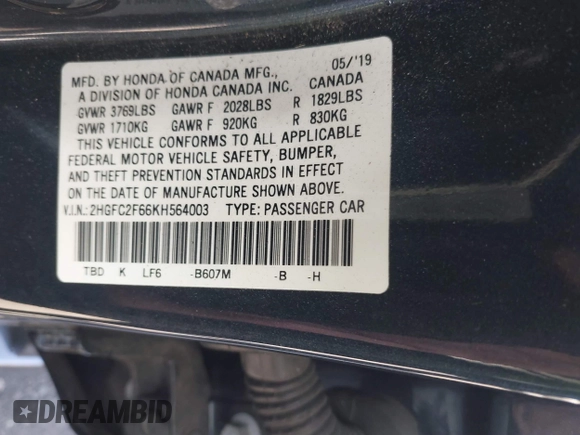 05/'19
MFD. BY HONDA OF CANADA MFG., CANADA
A DIVISION OF HONDA CANADA INC.
GVWR 3769LBS GAWR F 2028LBS R 1829LBS
GVWR 1710KG GAWR F 920KG R 830KG
THIS VEHICLE CONFORMS TO ALL APPLICABLE
FEDERAL MOTOR VEHICLE SAFETY, BUMPER,
AND THEFT PREVENTION STANDARDS IN EFFECT
ON THE DATE OF MANUFACTURE SHOWN ABOVE.
V.I.N.: 2HGFC2F66KH564003 TYPE: PASSENGER CAR
TBD K LF6 -B607M -B -H
DREAMBID